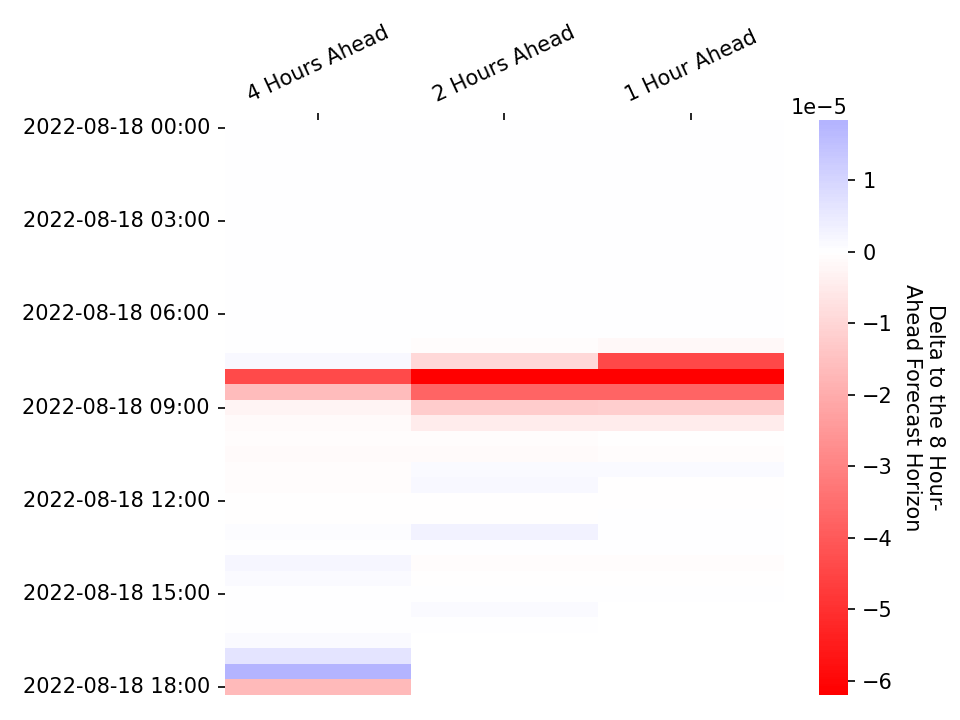 4 Hours Ahead
2 Hours Ahead
1 Hour Ahead
2022-08-18 00:00
2022-08-18 03:00
2022-08-18 06:00
2022-08-18 09:00
2022-08-18 12:00
2022-08-18 15:00
2022-08-18 18:00
1e−5
1
0
−1
−2
−3
−4
−5
−6
Delta to the 8 Hour-
Ahead Forecast Horizon